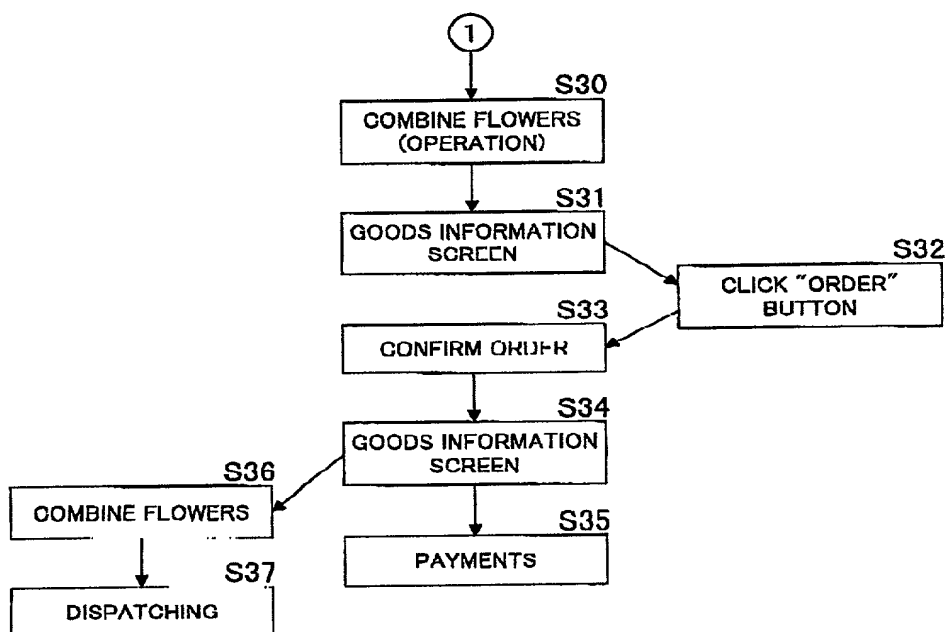 1
S30
COMBINE FLOWERS
(OPERATION)
S31
GOODS INFORMATION
SCREEN
S32
CLICK "ORDER"
BUTTON
S33
CONFIRM ORDER
S34
GOODS INFORMATION
SCREEN
S36
COMBINE FLOWERS
S35
PAYMENTS
S37
DISPATCHING